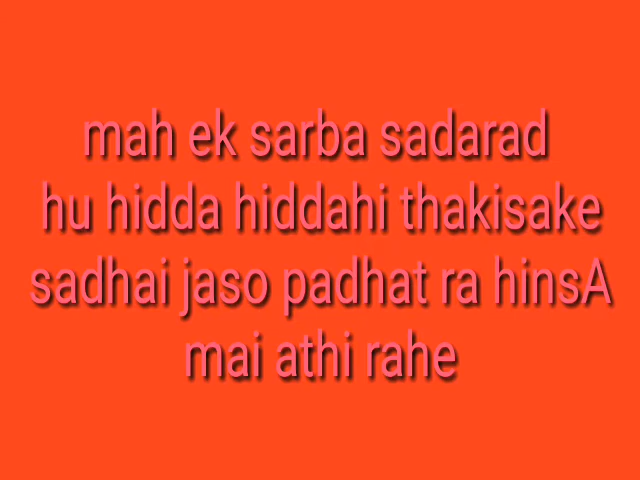 mah ek sarba sadarad
hu hidda hiddahi thakisake
sadhai jaso padhat ra hinsA
mai athi rahe